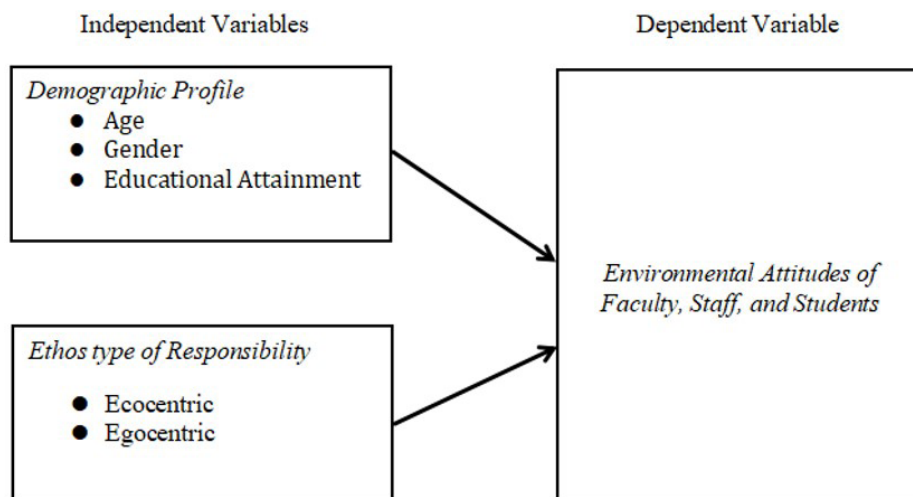 Independent Variables
Dependent Variable
Demographic Profile
● Age
● Gender
● Educational Attainment
Ethos type of Responsibility
● Ecocentric
● Egocentric
Environmental Attitudes of
Faculty, Staff, and Students